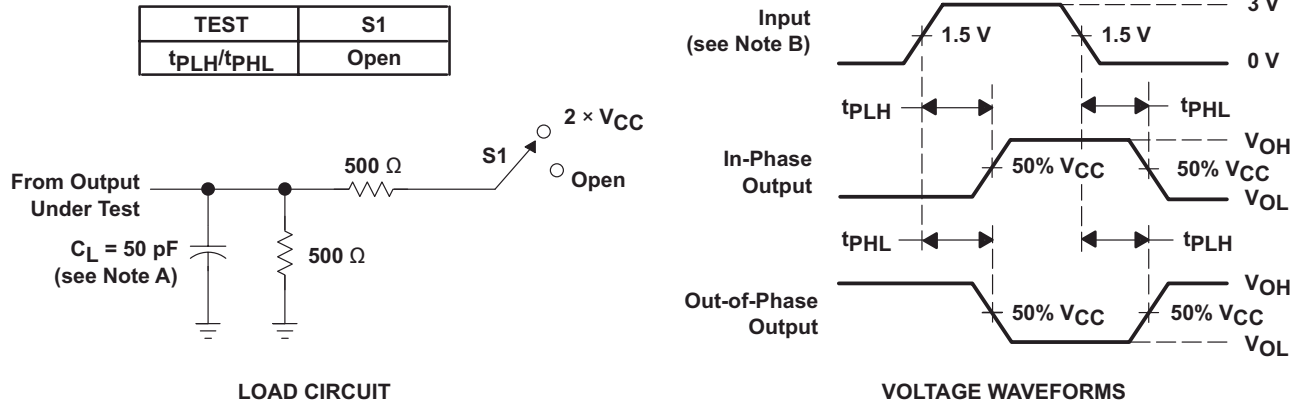 TEST S1
tPLH/tPHL Open
2 × VCC
S1
500 Ω
Open
From Output
Under Test
CL = 50 pF
(see Note A)
500 Ω
LOAD CIRCUIT
3 V
Input
(see Note B)
1.5 V
1.5 V
0 V
tPLH
tPHL
VOH
In-Phase
Output
50% VCC
50% VCC
VOL
tPHL
tPLH
VOH
Out-of-Phase
Output
50% VCC
50% VCC
VOL
VOLTAGE WAVEFORMS